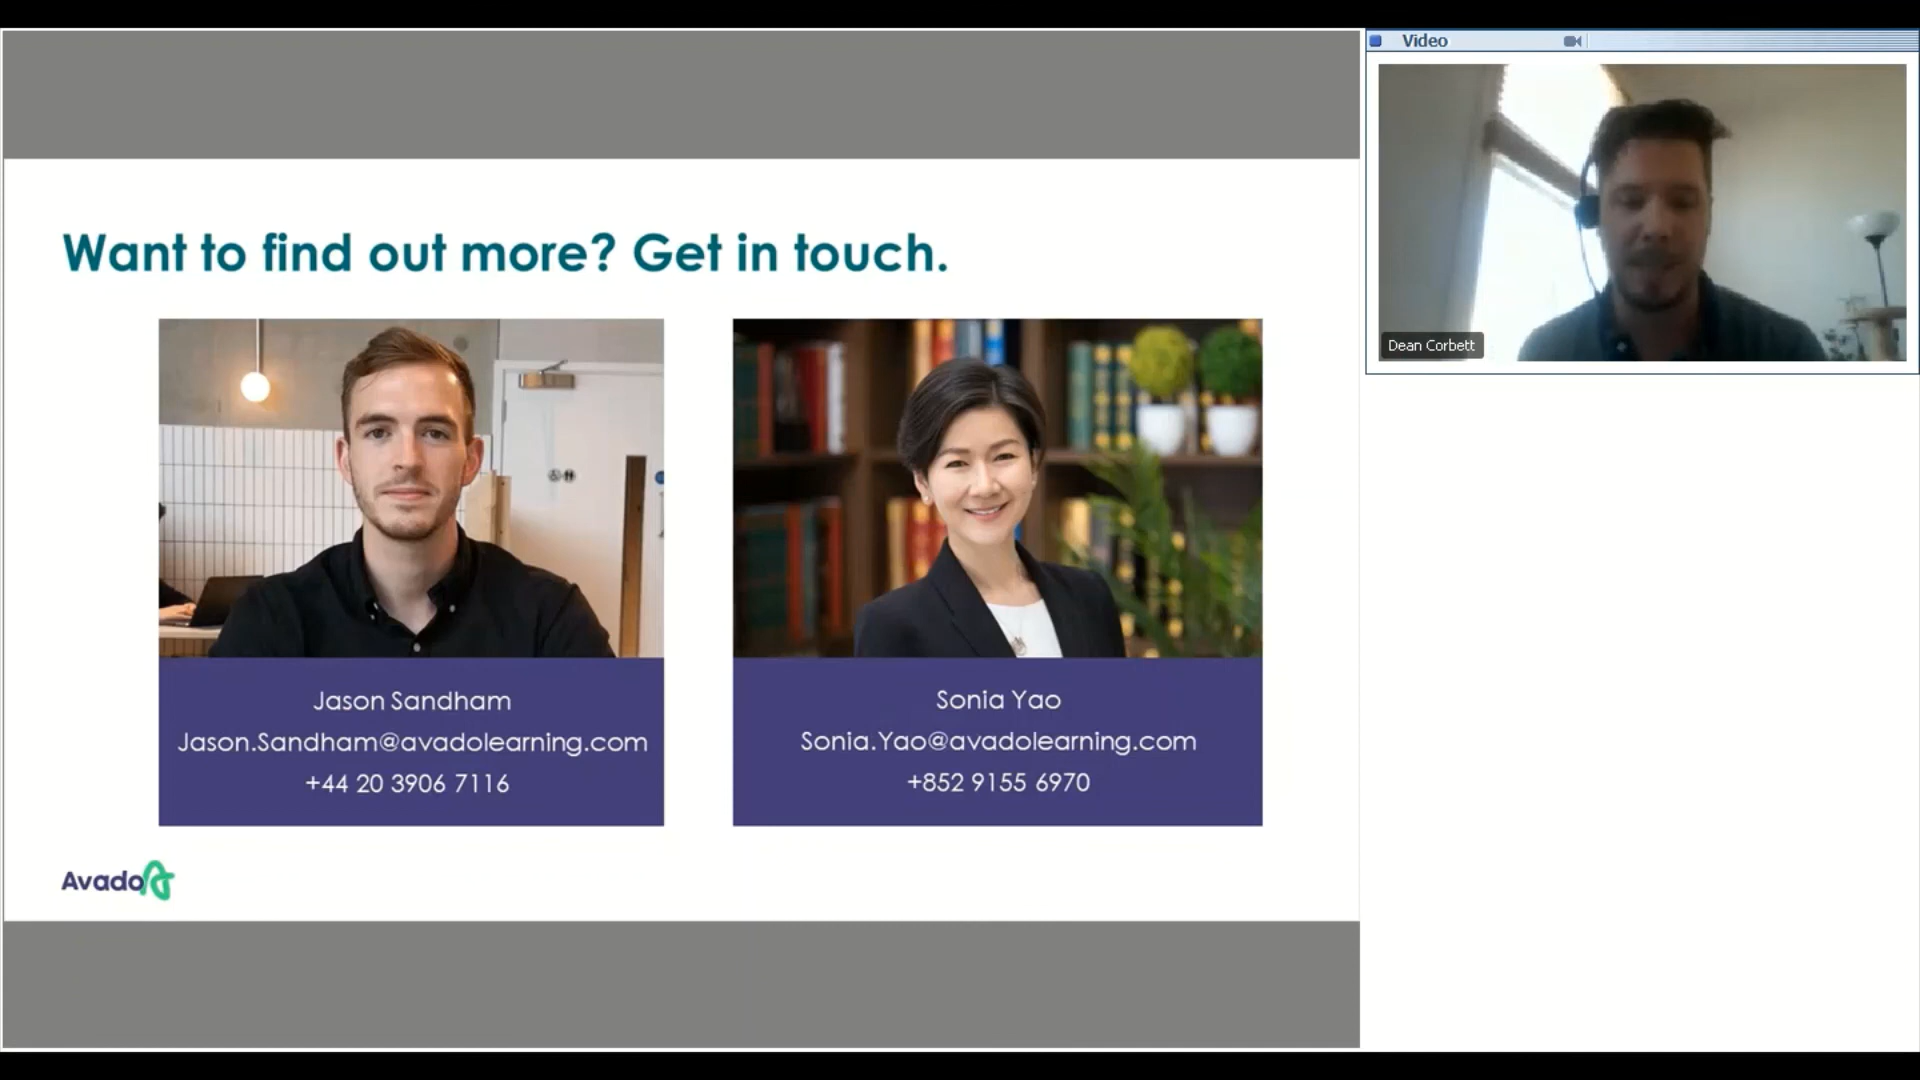 Video
Want to find out more? Get in touch.
Dean Corbett
Jason Sandham
Jason.Sandham@avadolearning.com
+44 20 3906 7116
Sonia Yao
Sonia.Yao@avadolearning.com
+852 9155 6970
Avado